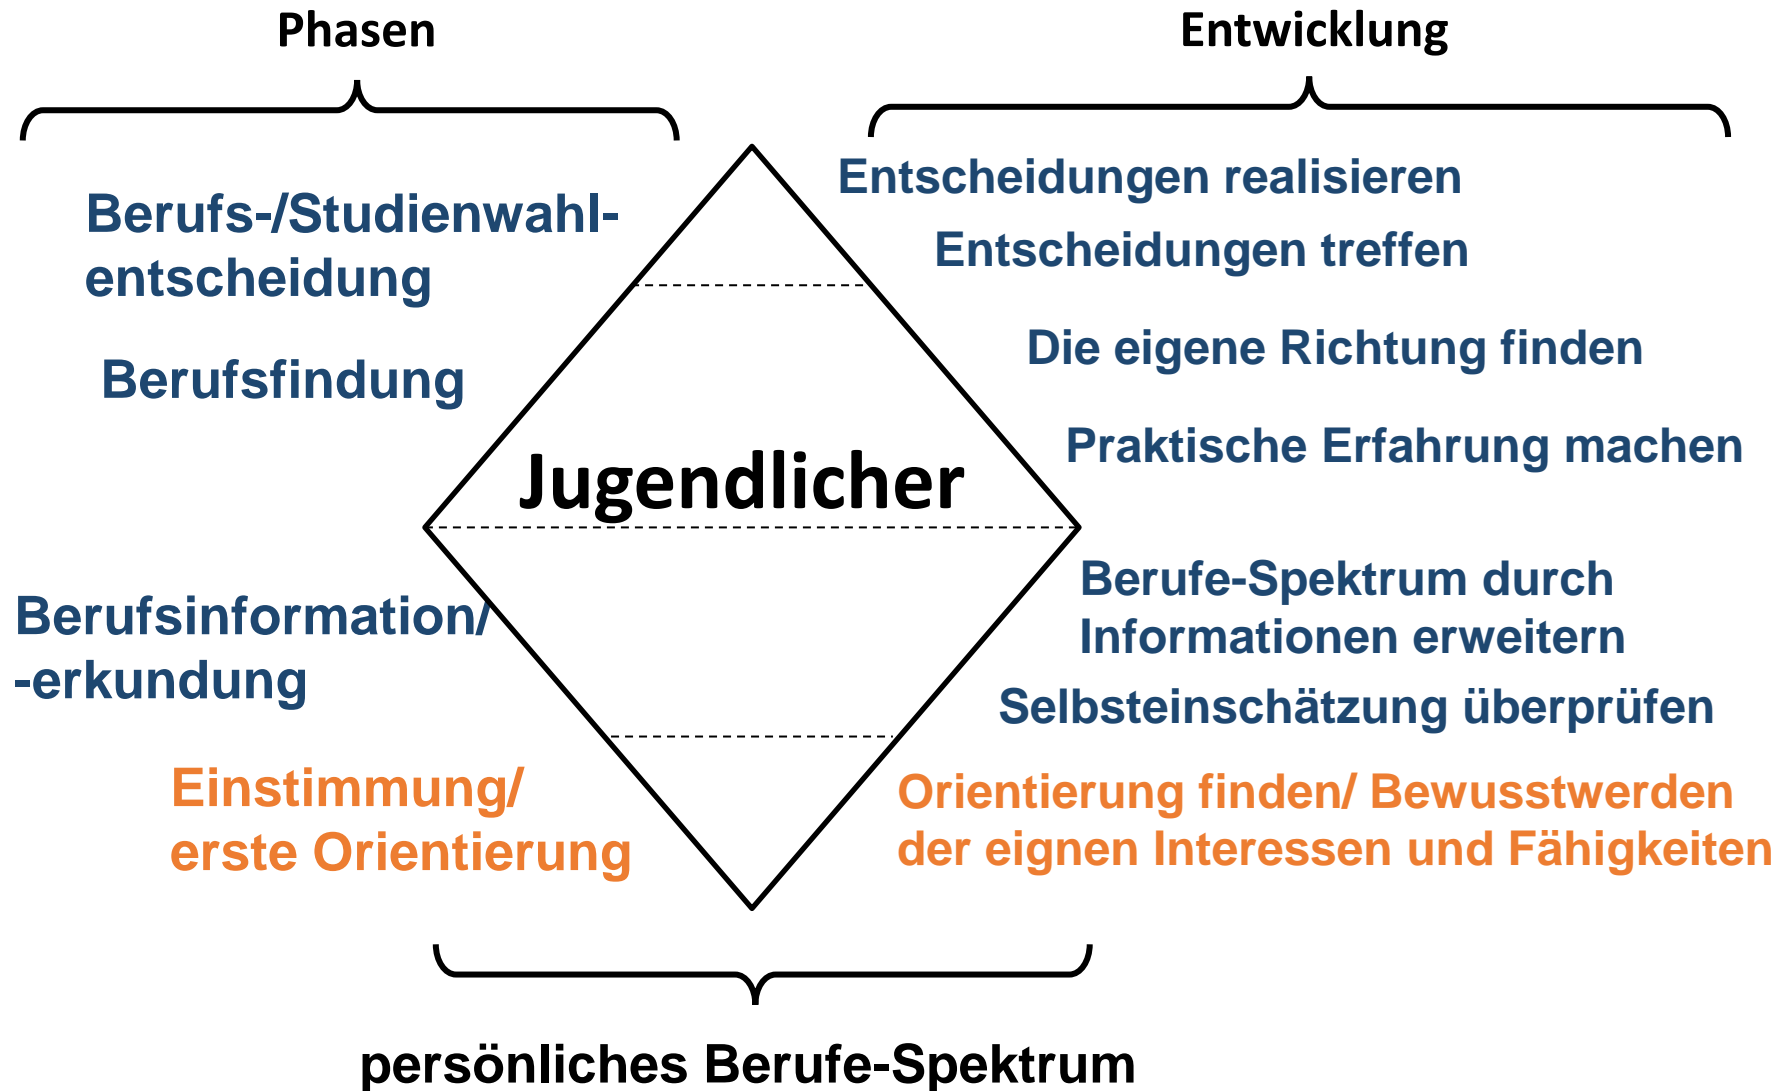 Phasen
Entwicklung
Berufs-/Studienwahl-
entscheidung
Berufsfindung
Berufsinformation/
-erkundung
Einstimmung/
erste Orientierung
Jugendlicher
Entscheidungen realisieren
Entscheidungen treffen
Die eigene Richtung finden
Praktische Erfahrung machen
Berufe-Spektrum durch
Informationen erweitern
Selbsteinschätzung überprüfen
Orientierung finden/ Bewusstwerden
der eignen Interessen und Fähigkeiten
persönliches Berufe-Spektrum